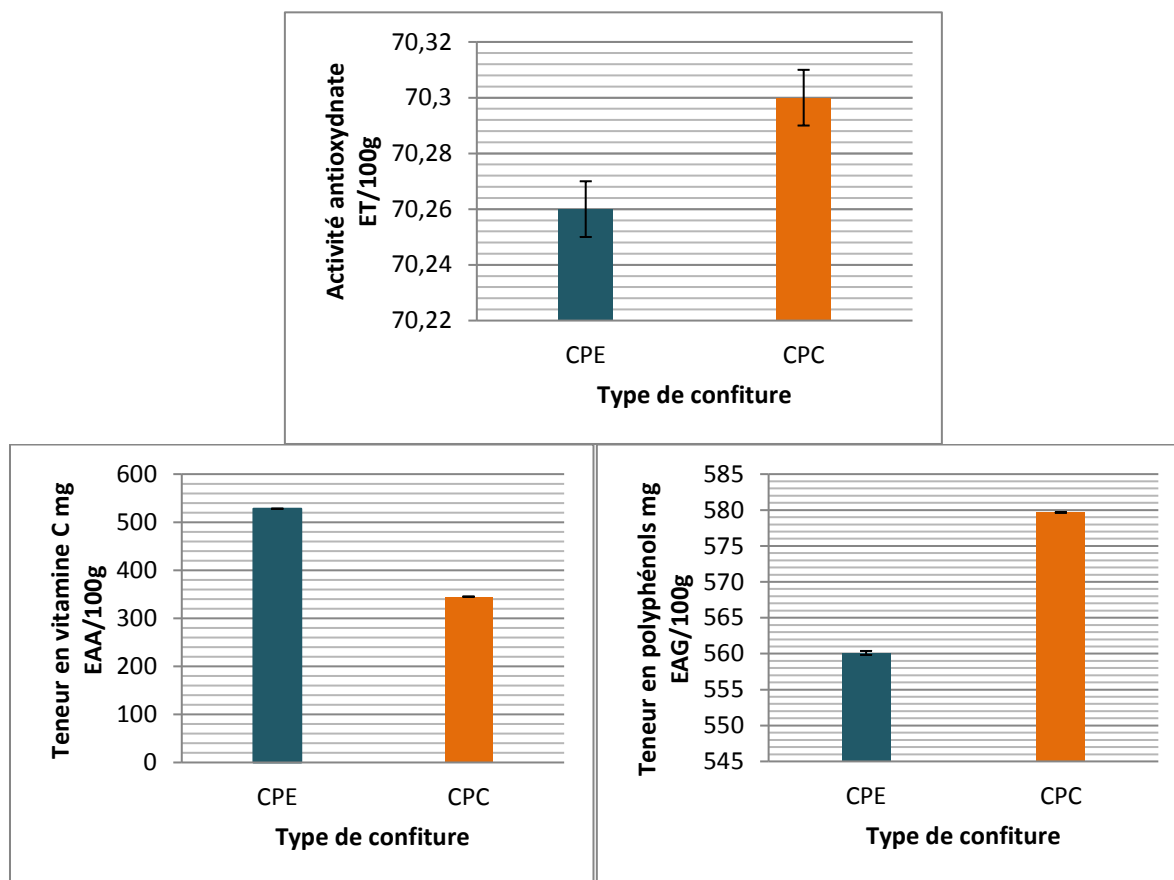 Activité antioxydnate
ET/100g
70,32
70,3
70,28
70,26
70,24
70,22
CPE CPC
Type de confiture
Teneur en vitamine C mg
EAA/100g
600
500
400
300
200
100
0
CPE CPC
Type de confiture
Teneur en polyphénols mg
EAG/100g
585
580
575
570
565
560
555
550
545
CPE CPC
Type de confiture